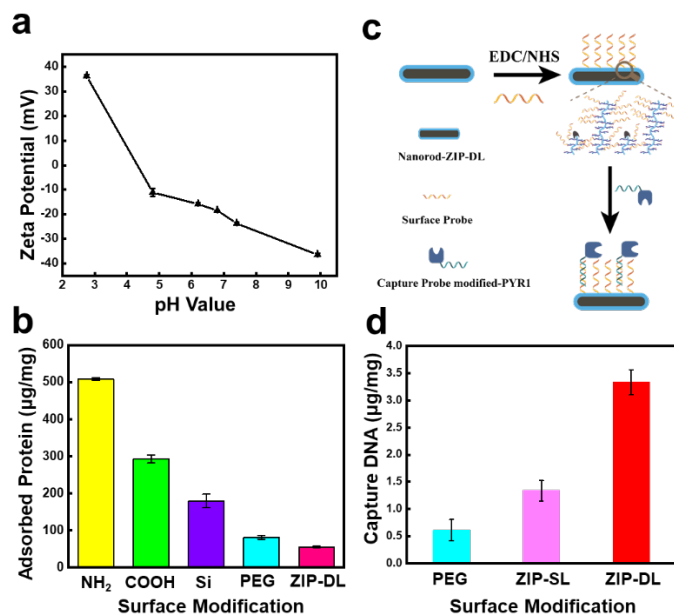 a
40
30
20
10
0
-10
-20
-30
-40
Zeta Potential (mV)
2 3 4 5 6 7 8 9 10
pH Value
c
EDC/NHS
Nanorod-ZIP-DL
Surface Probe
Capture Probe modified-PYR1
b
600
500
400
300
200
100
0
Adsorbed Protein (μg/mg)
NH₂ COOH Si PEG ZIP-DL
Surface Modification
d
4.0
3.5
3.0
2.5
2.0
1.5
1.0
0.5
0.0
Capture DNA (μg/mg)
PEG ZIP-SL ZIP-DL
Surface Modification